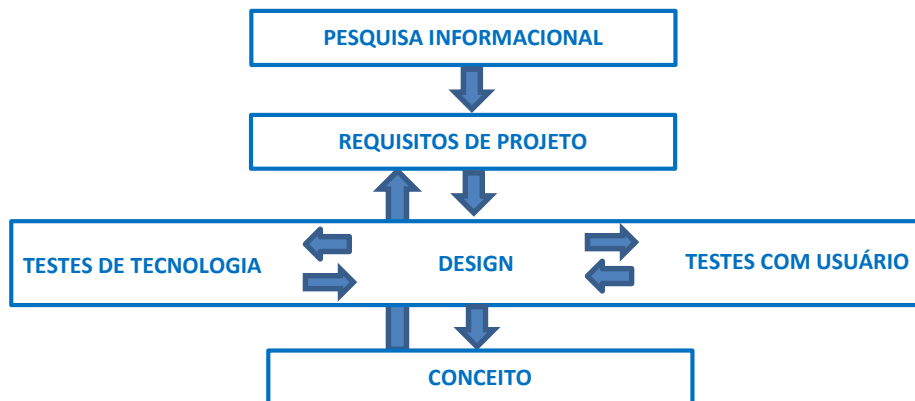 PESQUISA INFORMACIONAL
REQUISITOS DE PROJETO
TESTES DE TECNOLOGIA
DESIGN
TESTES COM USUÁRIO
CONCEITO